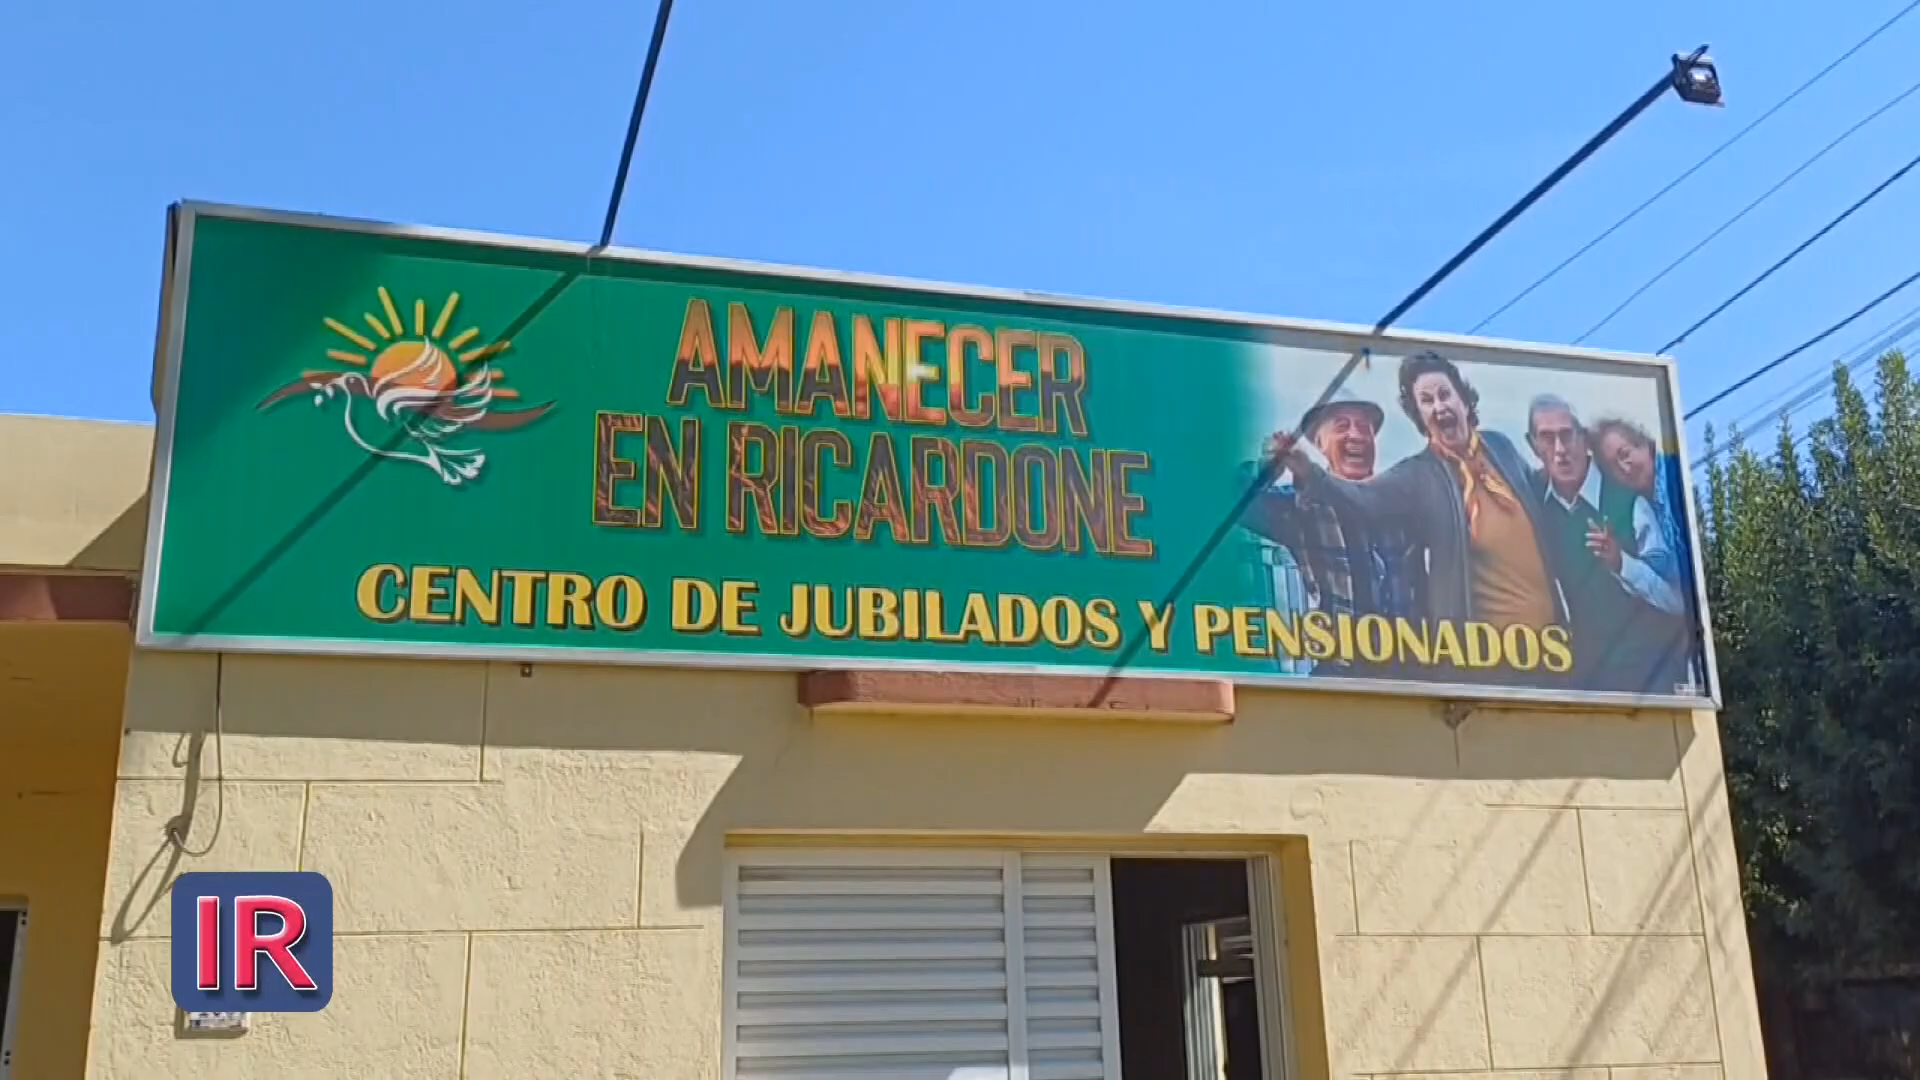 AMANECER
EN RICARDONE
CENTRO DE JUBILADOS Y PENSIONADOS
IR